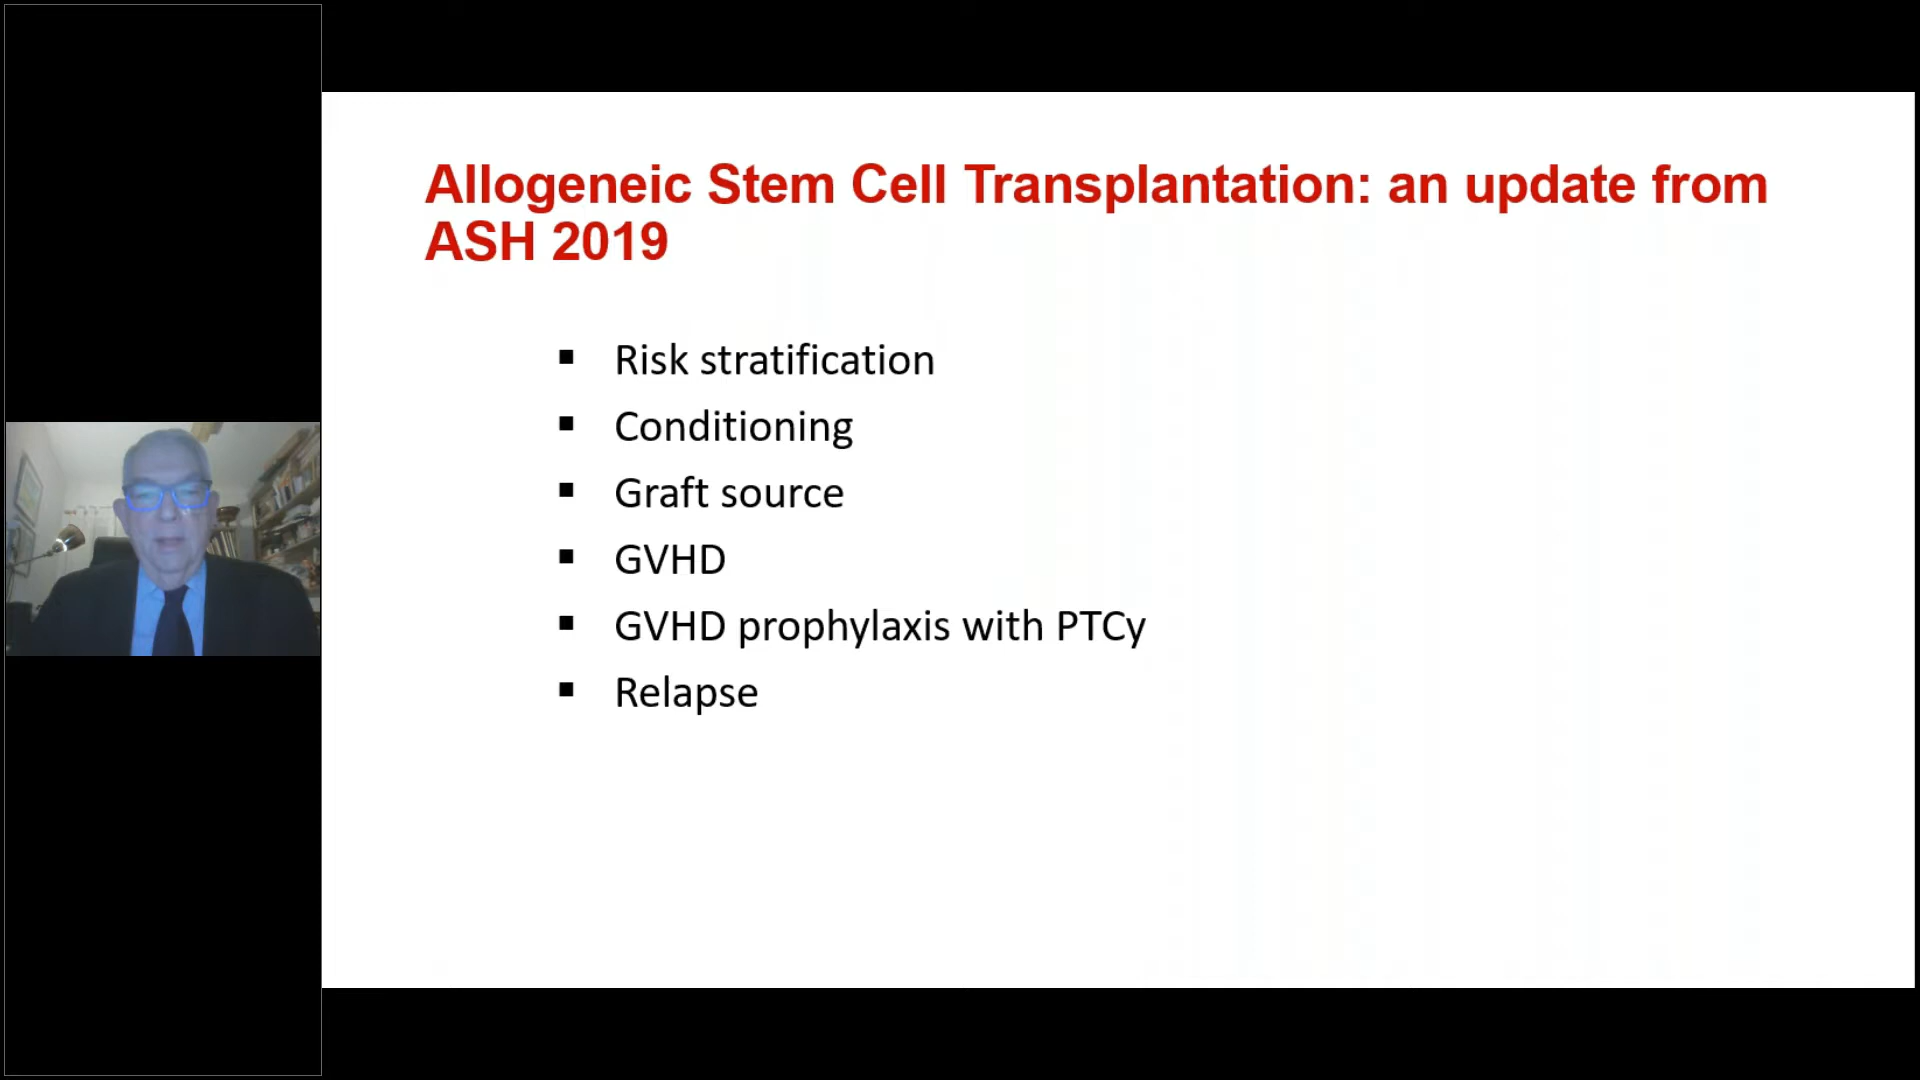 Allogeneic Stem Cell Transplantation: an update from
ASH 2019
▪ Risk stratification
▪ Conditioning
▪ Graft source
▪ GVHD
▪ GVHD prophylaxis with PTCy
▪ Relapse